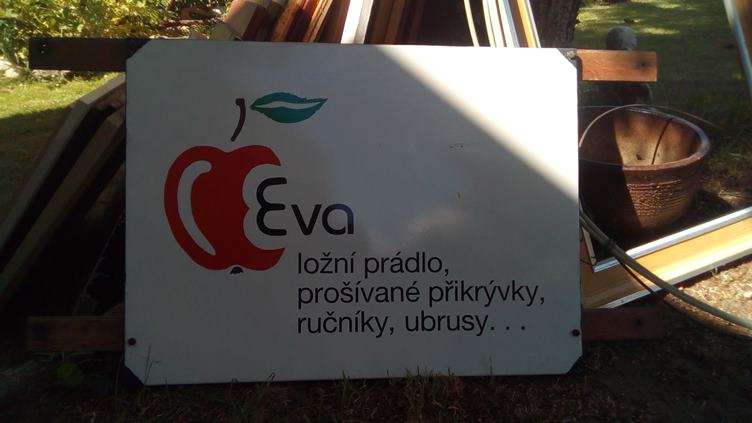 Eva
ložní prádlo,
prošívané přikrývky,
ručníky, ubrusy...